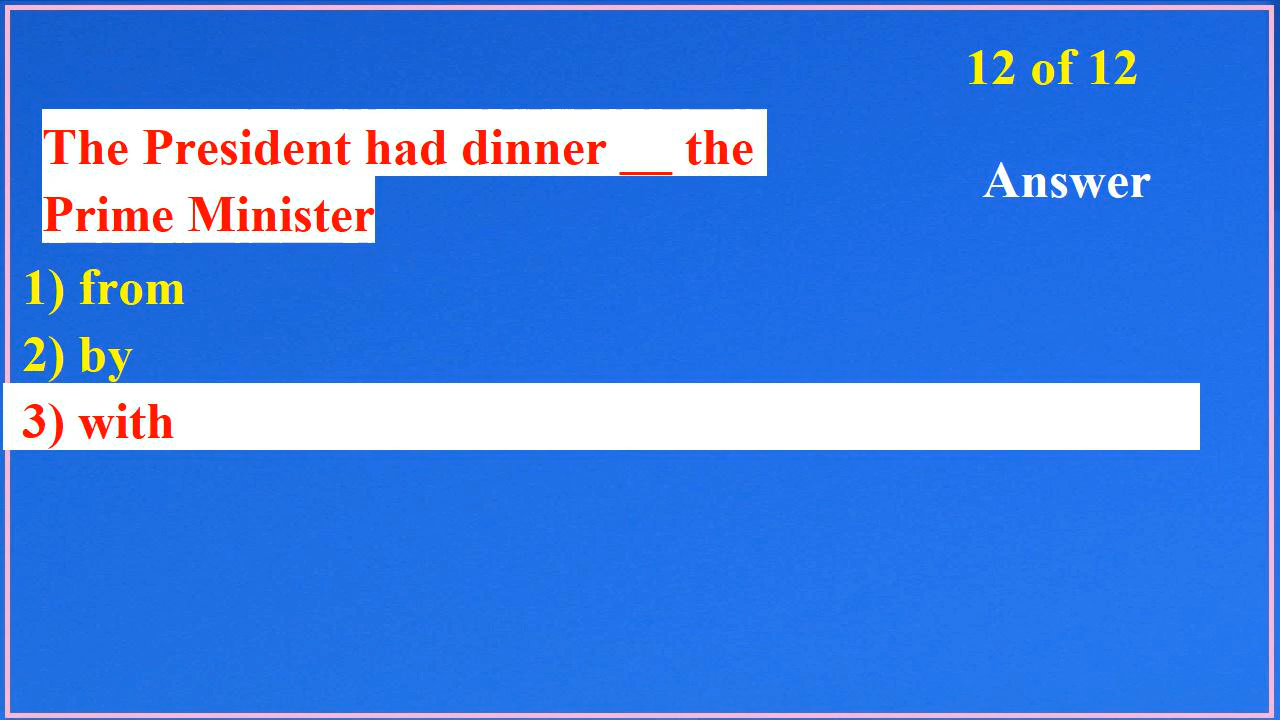 12 of 12
The President had dinner __ the
Prime Minister
Answer
1) from
2) by
3) with